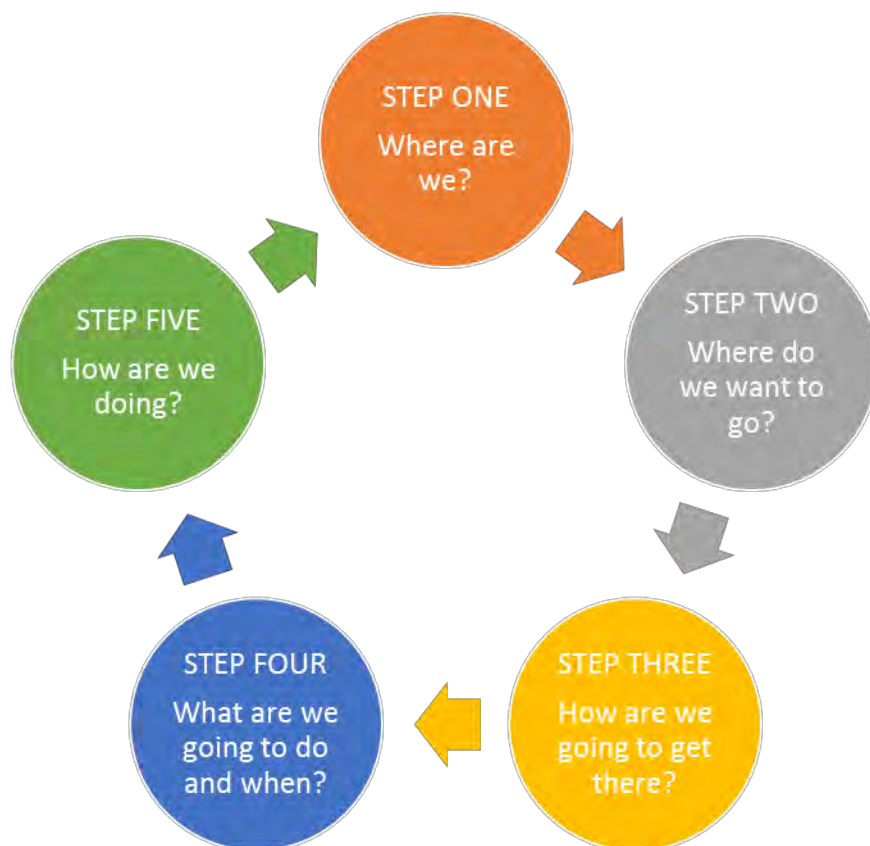 STEP ONE
Where are
we?
STEP TWO
Where do
we want to
go?
STEP THREE
How are we
going to get
there?
STEP FOUR
What are we
going to do
and when?
STEP FIVE
How are we
doing?